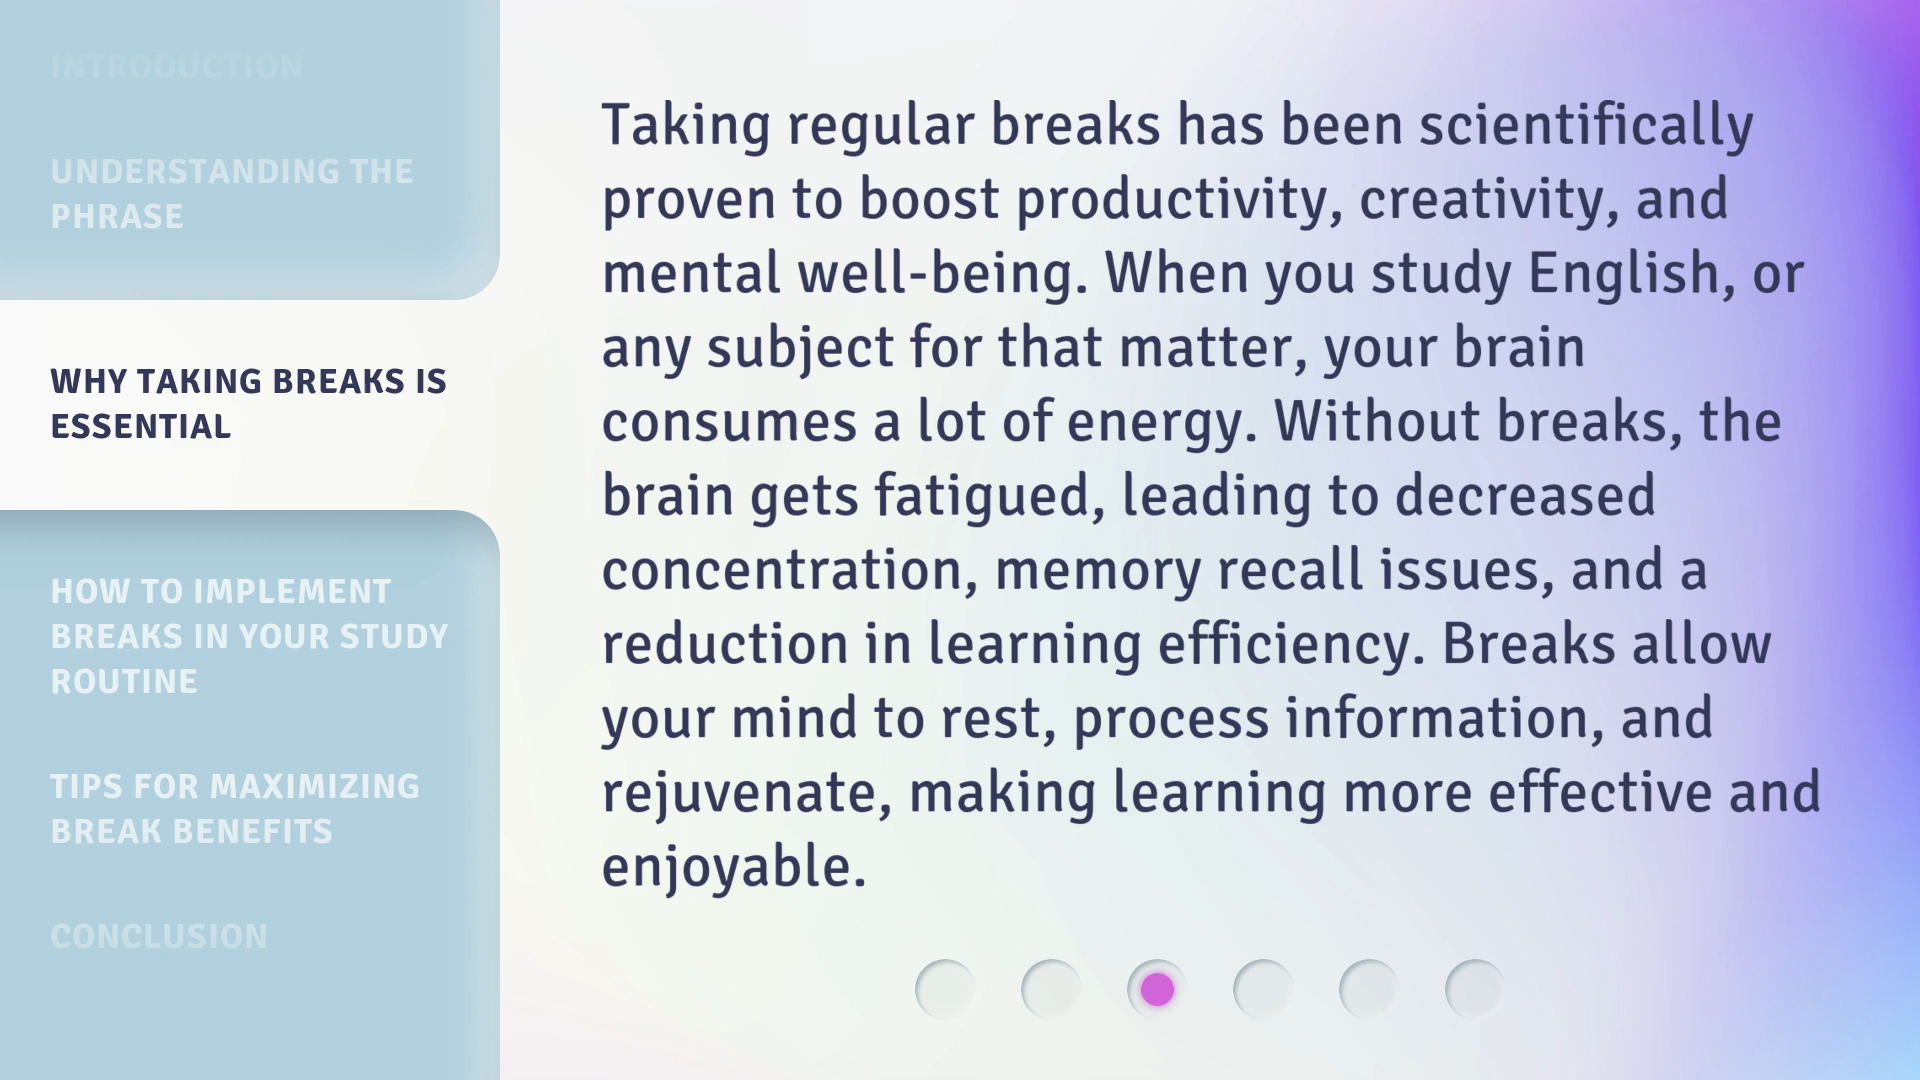 INTRODUCTION
UNDERSTANDING THE
PHRASE
WHY TAKING BREAKS IS
ESSENTIAL
HOW TO IMPLEMENT
BREAKS IN YOUR STUDY
ROUTINE
TIPS FOR MAXIMIZING
BREAK BENEFITS
CONCLUSION
Taking regular breaks has been scientifically
proven to boost productivity, creativity, and
mental well-being. When you study English, or
any subject for that matter, your brain
consumes a lot of energy. Without breaks, the
brain gets fatigued, leading to decreased
concentration, memory recall issues, and a
reduction in learning efficiency. Breaks allow
your mind to rest, process information, and
rejuvenate, making learning more effective and
enjoyable.